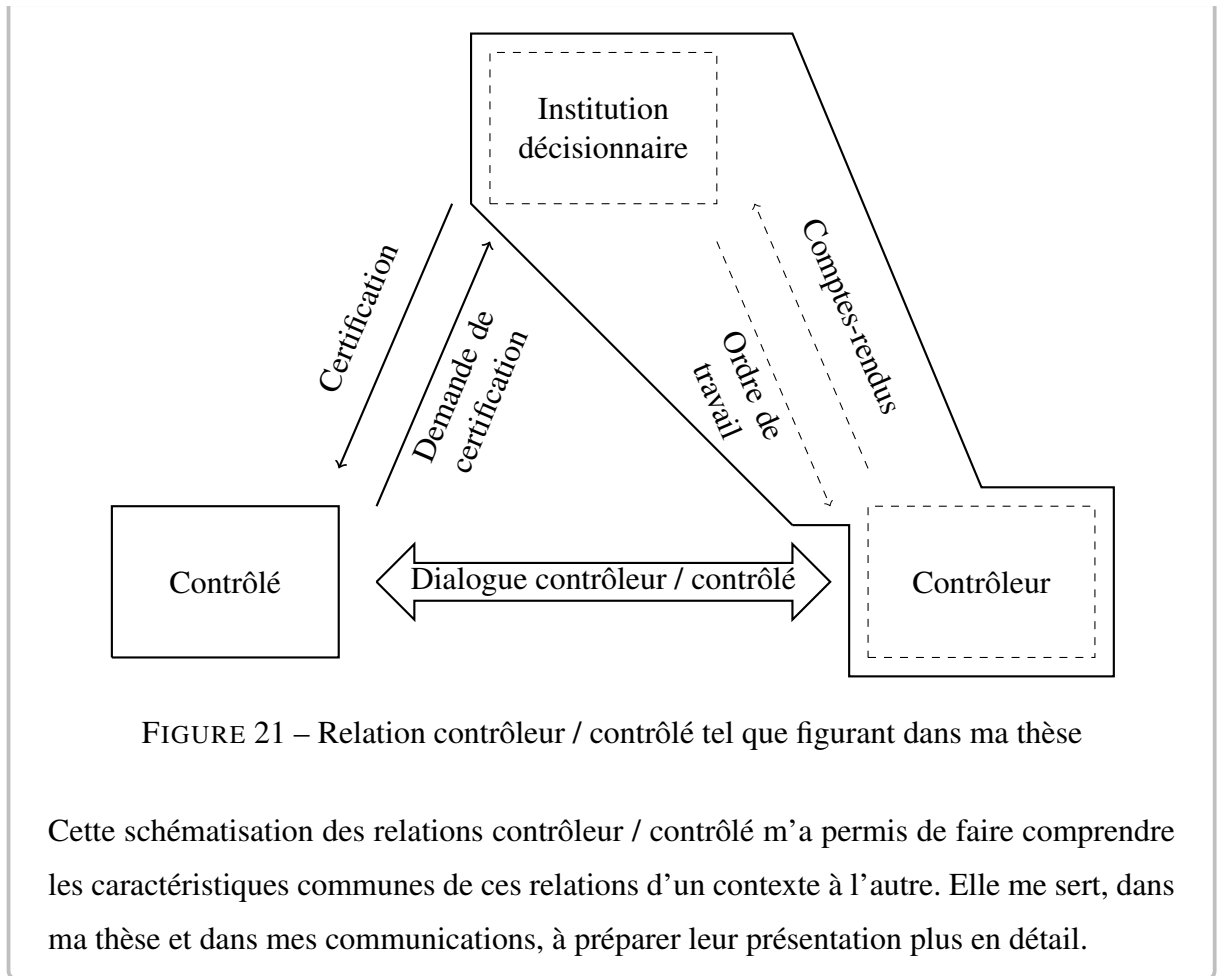 Institution
décisionnaire
Certification
Demande de
certification
Ordre de
travail
Comptes-rendus
Contrôlé
Dialogue contrôleur / contrôlé
Contrôleur
FIGURE 21 – Relation contrôleur / contrôlé tel que figurant dans ma thèse
Cette schématisation des relations contrôleur / contrôlé m’a permis de faire comprendre
les caractéristiques communes de ces relations d’un contexte à l’autre. Elle me sert, dans
ma thèse et dans mes communications, à préparer leur présentation plus en détail.